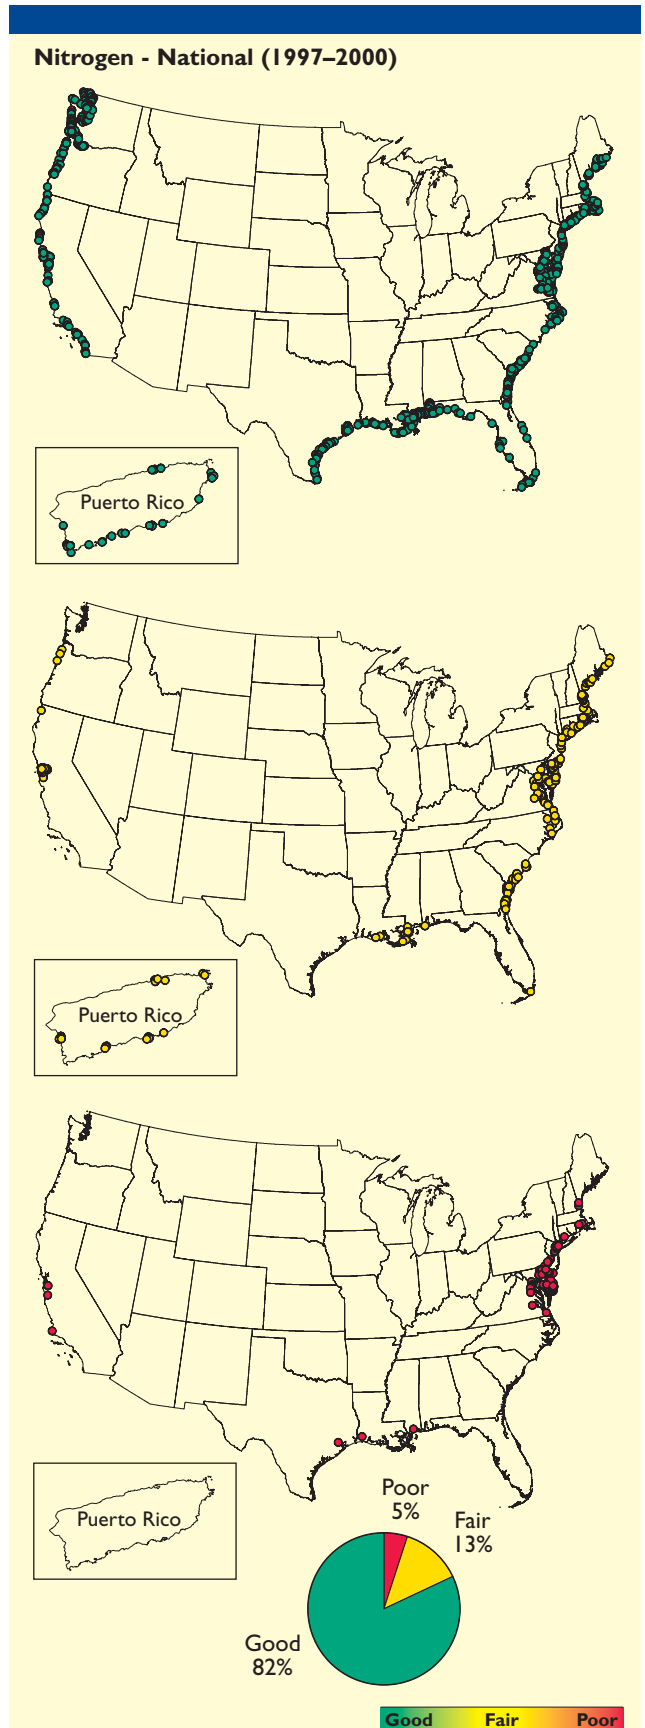 Nitrogen - National (1997–2000)
Puerto Rico
Puerto Rico
Puerto Rico
Poor
5%
Fair
13%
Good
82%
Good Fair Poor